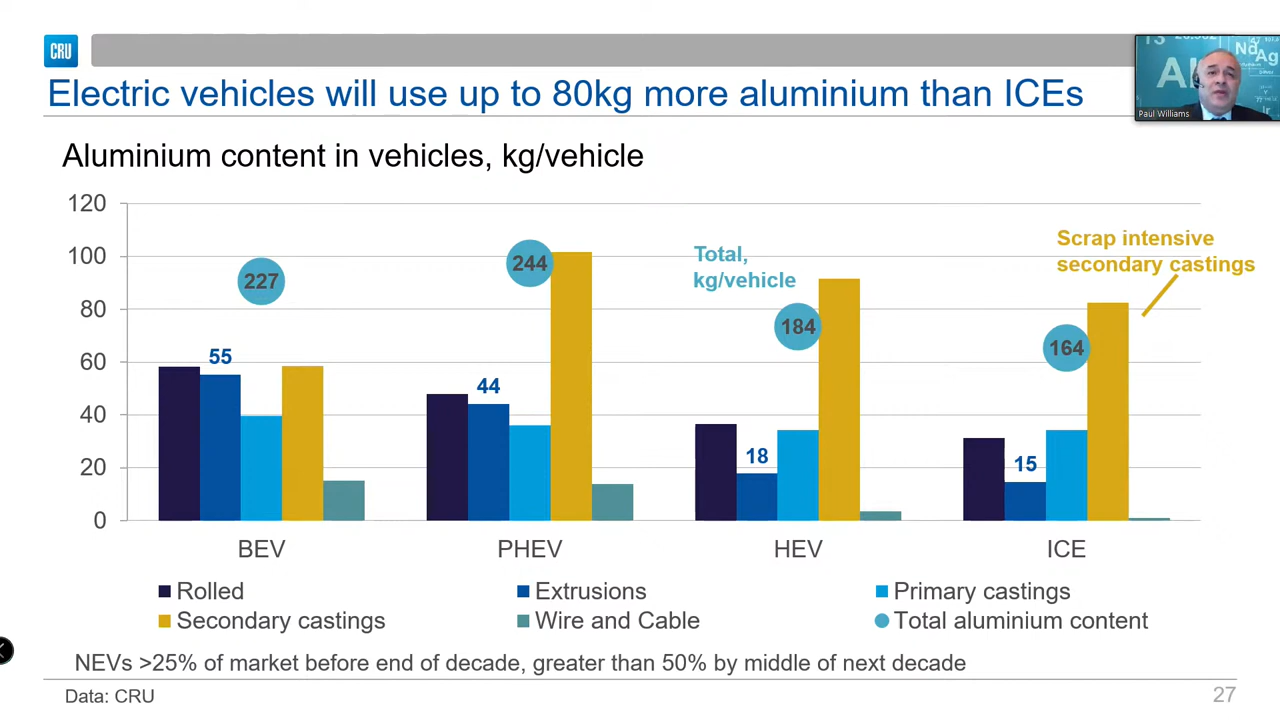 CRU
Electric vehicles will use up to 80kg more aluminium than ICEs
Paul Williams
Aluminium content in vehicles, kg/vehicle
120
100
80
60
40
20
0
227
244
Total,
kg/vehicle
184
Scrap intensive
secondary castings
164
55
44
18
15
BEV
PHEV
HEV
ICE
Rolled
Extrusions
Primary castings
Secondary castings
Wire and Cable
Total aluminium content
NEVs >25% of market before end of decade, greater than 50% by middle of next decade
Data: CRU
27